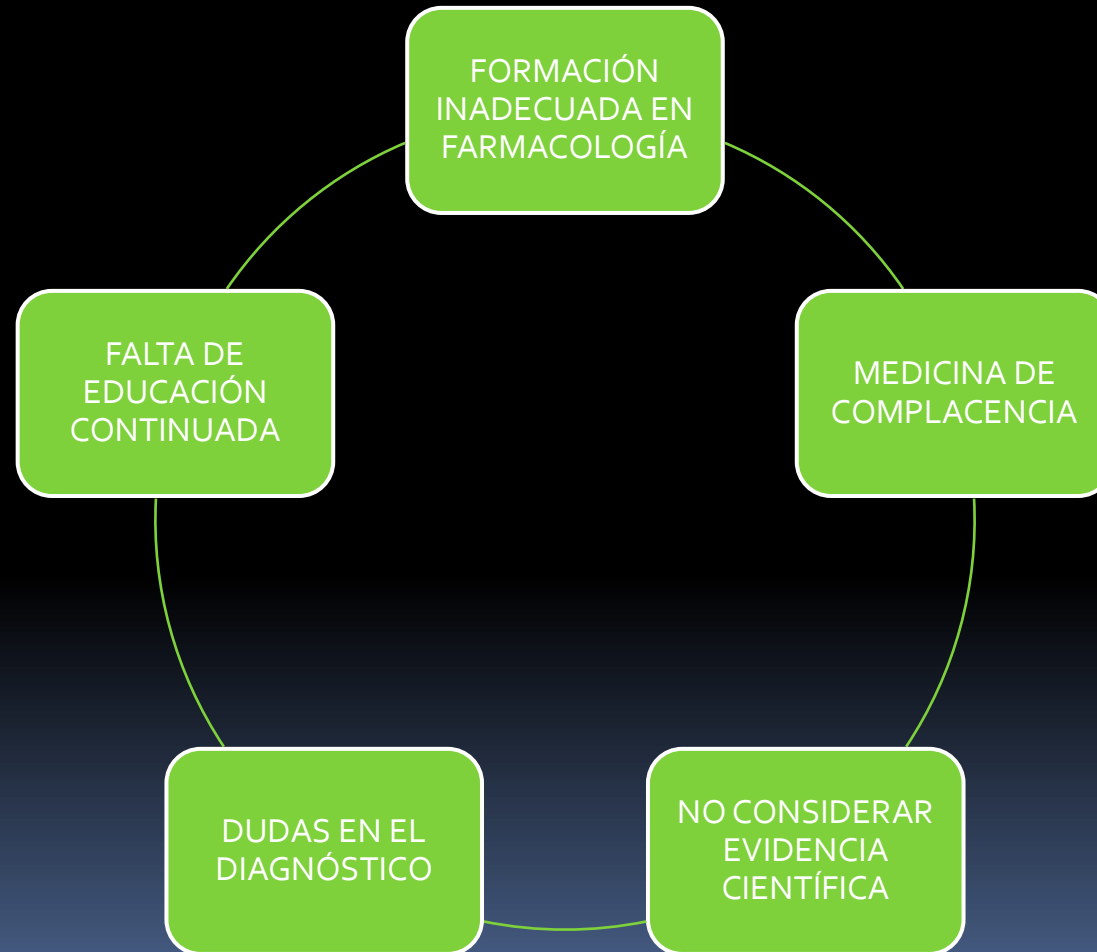 FORMACIÓN
INADECUADA EN
FARMACOLOGÍA
MEDICINA DE
COMPLACENCIA
NO CONSIDERAR
EVIDENCIA
CIENTÍFICA
DUDAS EN EL
DIAGNÓSTICO
FALTA DE
EDUCACIÓN
CONTINUADA